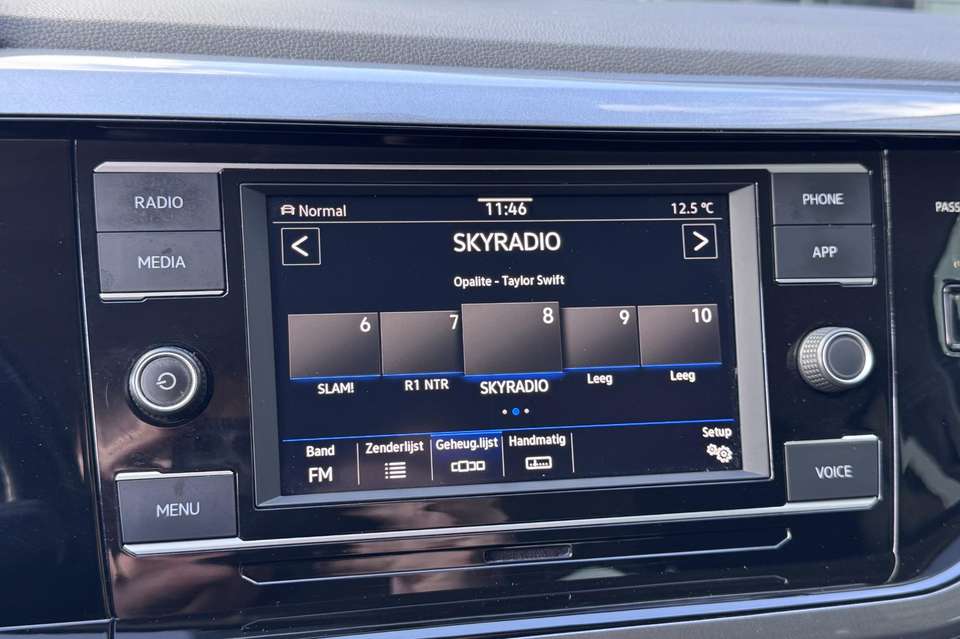 RADIO
MEDIA
MENU
Normal
11:46
12.5 °C
<
SKYRADIO
>
Opalite - Taylor Swift
6
7
8
9
10
SLAM!
R1 NTR
SKYRADIO
Leeg
Leeg
Band
FM
Zenderlijst
Geheug.lijst
Handmatig
Setup
PHONE
APP
VOICE
PASS